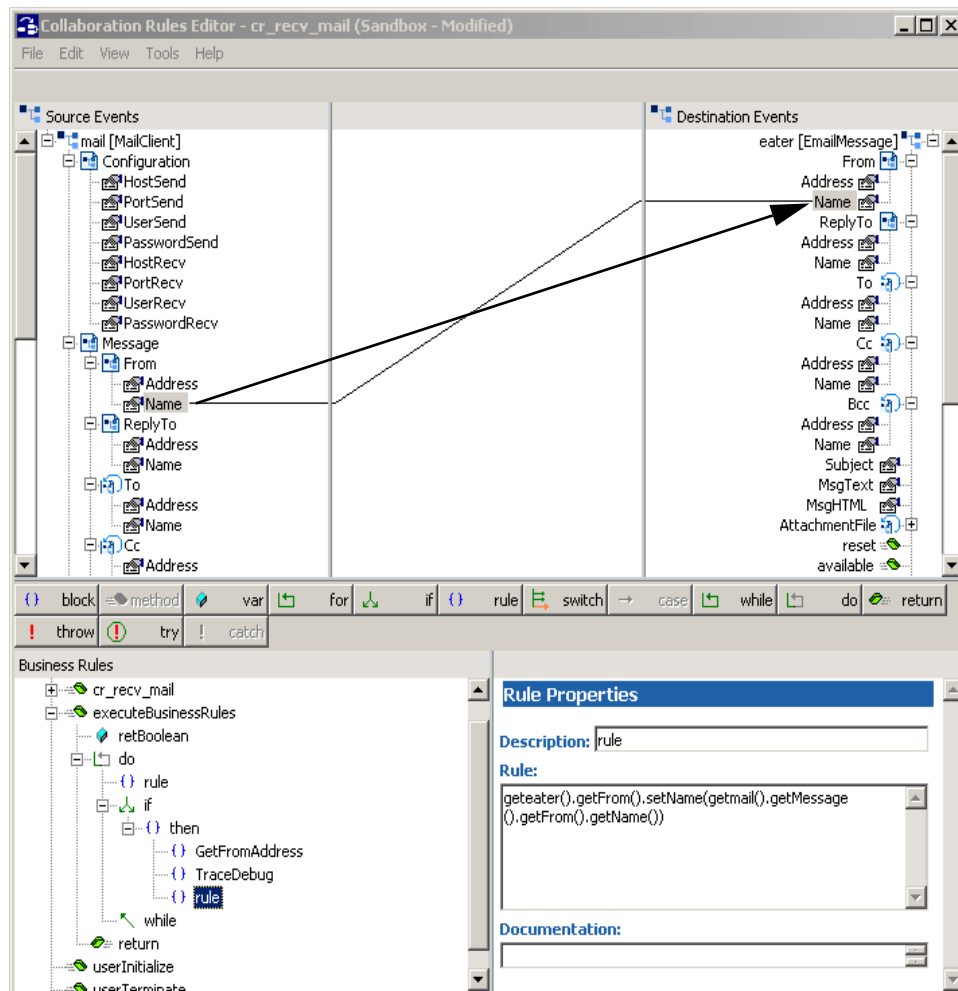 Collaboration Rules Editor - cr_recv_mail (Sandbox - Modified)
File Edit View Tools Help
Source Events
mail [MailClient]
Configuration
HostSend
PortSend
UserSend
PasswordSend
HostRecv
PortRecv
UserRecv
PasswordRecv
Message
From
Address
Name
ReplyTo
Address
Name
To
Address
Name
Cc
Address
Destination Events
eater [EmailMessage]
From
Address
Name
ReplyTo
Address
Name
To
Address
Name
Cc
Address
Name
Bcc
Address
Name
Subject
MsgText
MsgHTML
AttachmentFile
reset
available
block method var for if rule switch case while do return
throw try catch
Business Rules
cr_recv_mail
executeBusinessRules
retBoolean
do
rule
if
then
GetFromAddress
TraceDebug
rule
while
return
userInitialize
userTerminate
Rule Properties
Description: rule
Rule:
geteater().getFrom().setName(getmail().getMessage
().getFrom().getName())
Documentation: